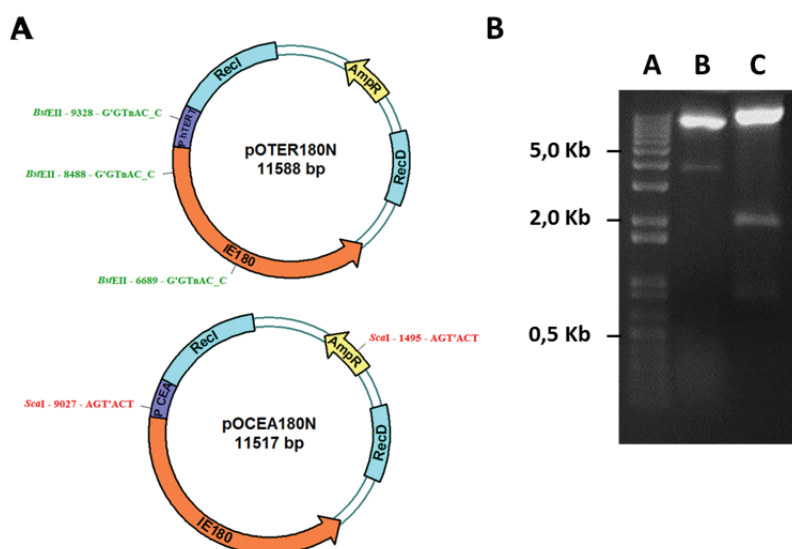 A
RecI
AmpR
BstEII - 9328 - G'GTnAC_C
P hTERT
pOTER180N
11588 bp
RecD
BstEII - 8488 - G'GTnAC_C
IE180
BstEII - 6689 - G'GTnAC_C
RecI
AmpR
ScaI - 1495 - AGT'ACT
ScaI - 9027 - AGT'ACT
P CEA
pOCEA180N
11517 bp
RecD
IE180
B
A B C
5,0 Kb
2,0 Kb
0,5 Kb